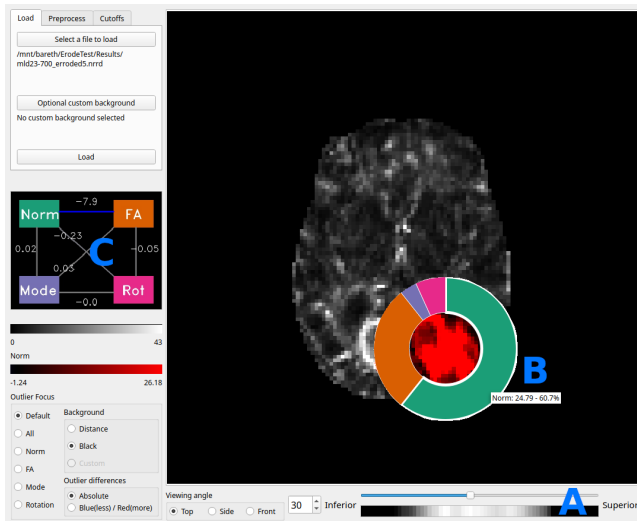 Load Preprocess Cutoffs
Select a file to load
/mnt/bareth/ErodeTest/Results/
mld23-700_erroded5.nrrd
Optional custom background
No custom background selected
Load
-7.9
Norm FA
-0.23
0.02 C -0.05
0.03
Mode Rot
-0.0
0 43
Norm
-1.24 26.18
Outlier Focus
Default
All
Norm
FA
Mode
Rotation
Background
Distance
Black
Custom
Outlier differences
Absolute
Blue(less) / Red(more)
B
Norm: 24.79 - 60.7%
Viewing angle
Top Side Front
30 Inferior A Superior